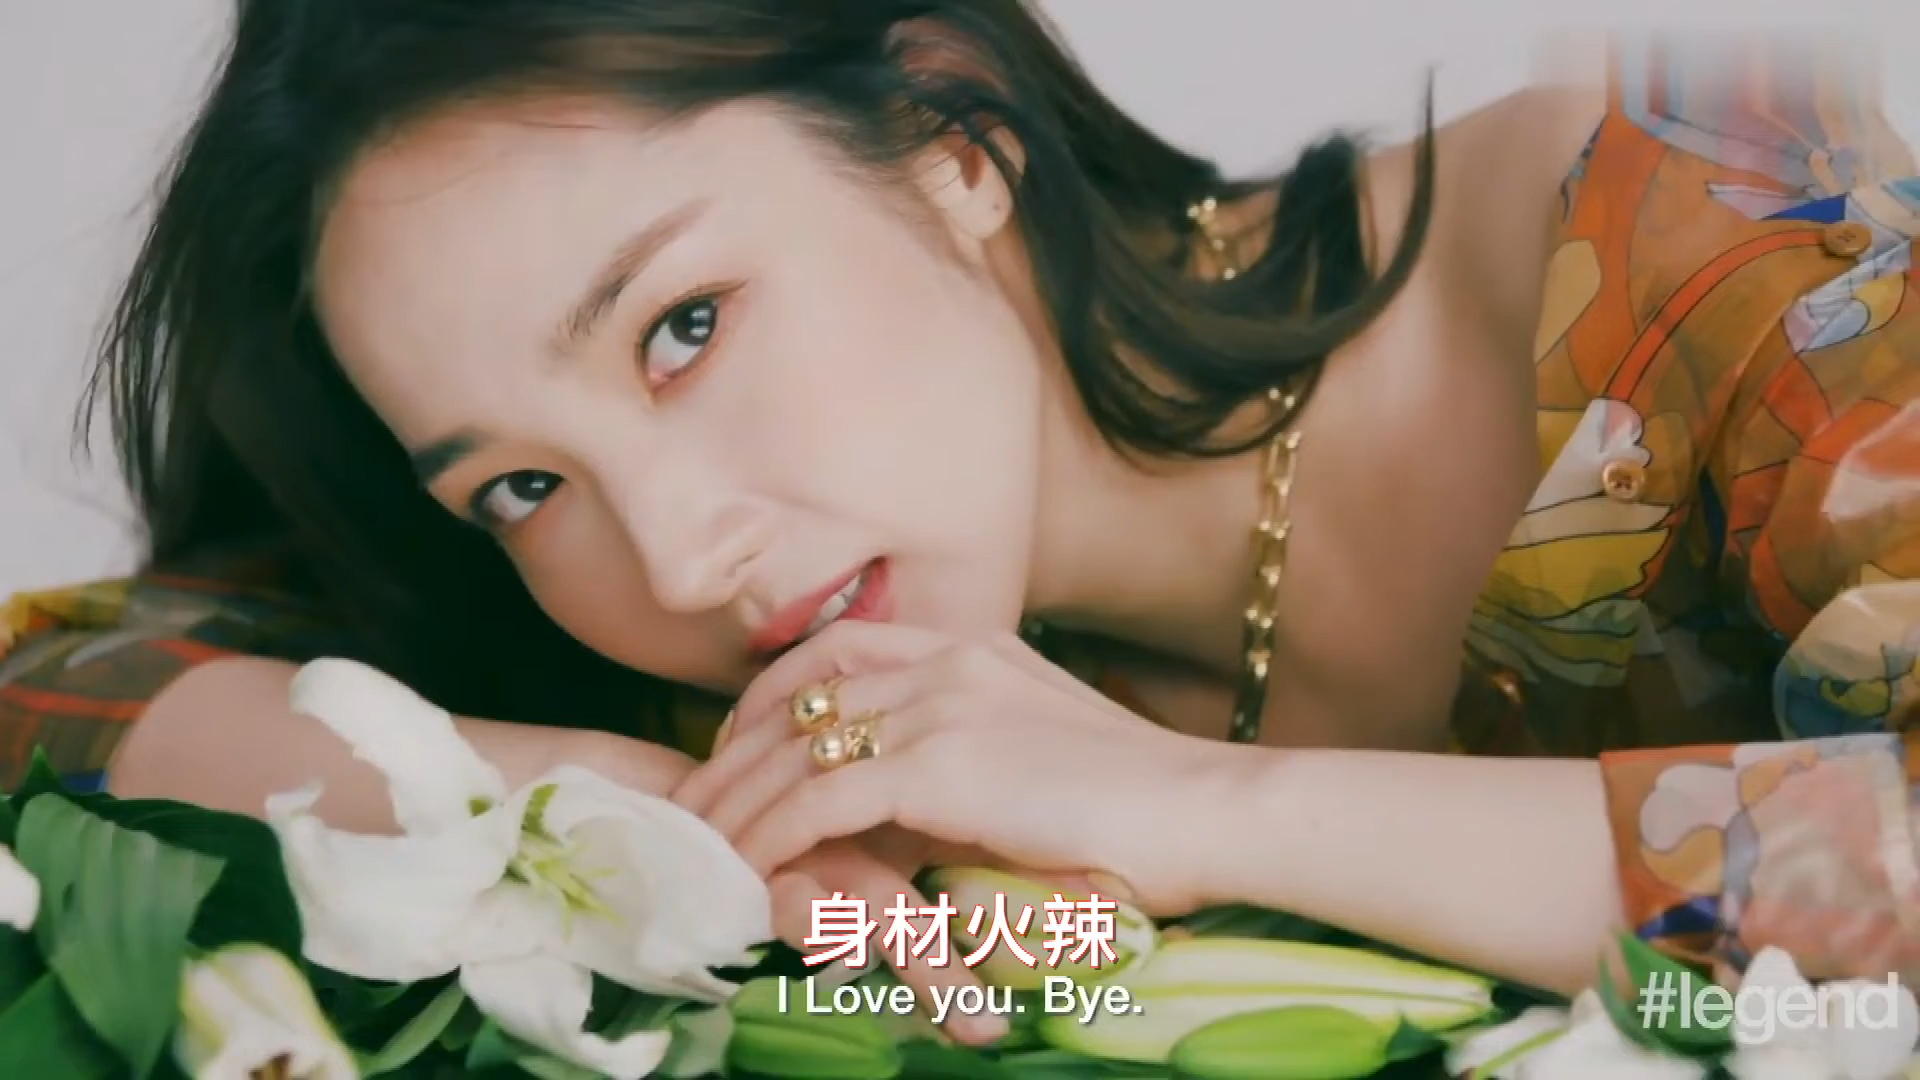 身材火辣
I Love you. Bye.
#legend